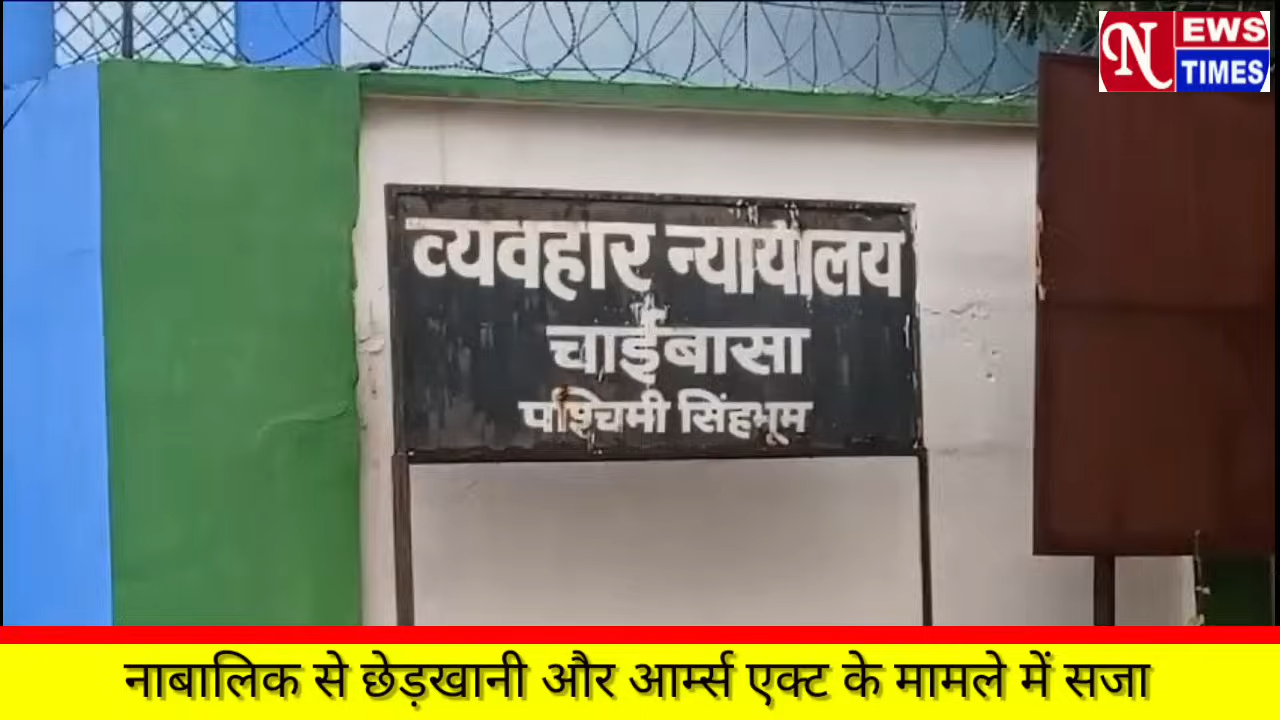 NEWS
TIMES
व्यवहार न्यायालय
चाईबासा
पश्चिमी सिंहभूम
नाबालिक से छेड़खानी और आर्म्स एक्ट के मामले में सजा